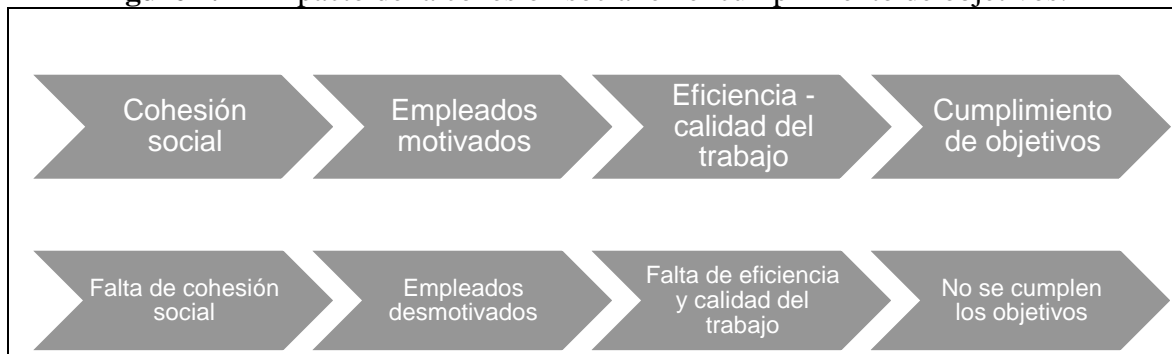 Cohesión
social
Empleados
motivados
Eficiencia -
calidad del
trabajo
Cumplimiento
de objetivos
Falta de cohesión
social
Empleados
desmotivados
Falta de eficiencia
y calidad del
trabajo
No se cumplen
los objetivos